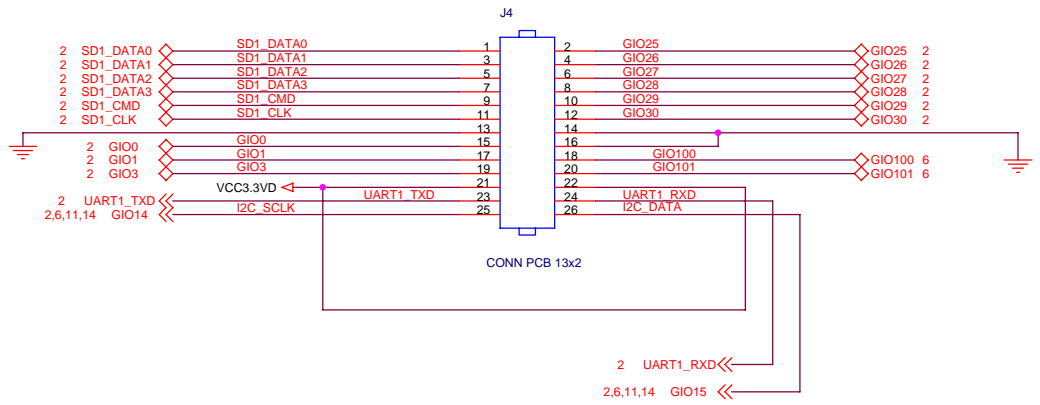 J4
2 SD1_DATA0 SD1_DATA0 1 2 GIO25 GIO25 2
2 SD1_DATA1 SD1_DATA1 3 4 GIO26 GIO26 2
2 SD1_DATA2 SD1_DATA2 5 6 GIO27 GIO27 2
2 SD1_DATA3 SD1_DATA3 7 8 GIO28 GIO28 2
2 SD1_CMD SD1_CMD 9 10 GIO29 GIO29 2
2 SD1_CLK SD1_CLK 11 12 GIO30 GIO30 2
13 14
2 GIO0 GIO0 15 16
2 GIO1 GIO1 17 18 GIO100 GIO100 6
2 GIO3 GIO3 19 20 GIO101 GIO101 6
VCC3.3VD 21 22
2 UART1_TXD UART1_TXD 23 24 UART1_RXD
2,6,11,14 GIO14 I2C_SCLK 25 26 I2C_DATA
CONN PCB 13x2
2 UART1_RXD
2,6,11,14 GIO15